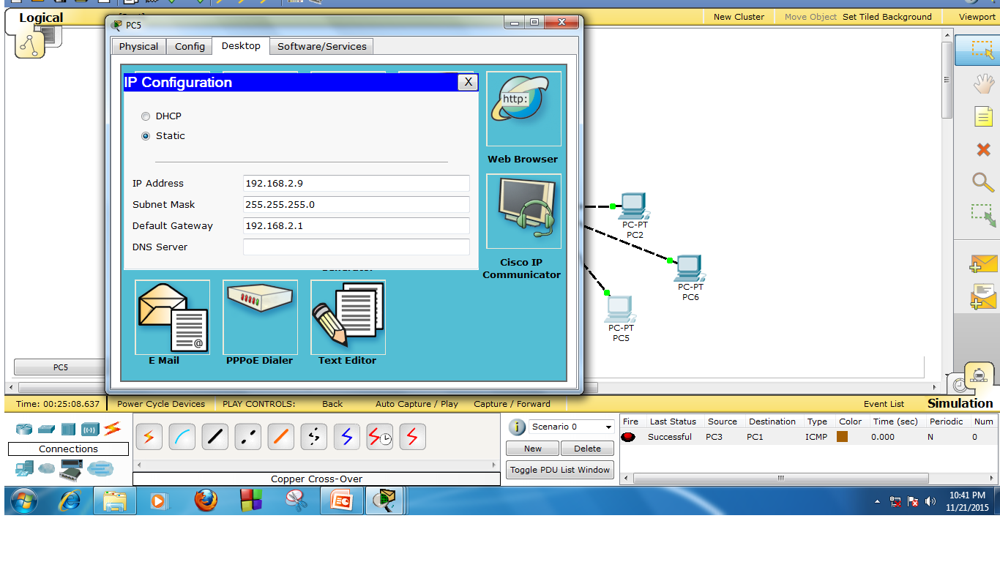 Logical
[Root]
New Cluster
Move Object
Set Tiled Background
Viewport
PC5
Physical
Config
Desktop
Software/Services
IP Configuration
X
http:
DHCP
Static
Web Browser
IP Address
192.168.2.9
Subnet Mask
255.255.255.0
Default Gateway
192.168.2.1
DNS Server
Cisco IP
Communicator
@
E Mail
PPPoE Dialer
Text Editor
PC-PT
PC2
PC-PT
PC6
PC-PT
PC5
PC5
Time: 00:25:08.637
Power Cycle Devices
PLAY CONTROLS:
Back
Auto Capture / Play
Capture / Forward
Event List
Simulation
Connections
Copper Cross-Over
i
Scenario 0
New
Delete
Toggle PDU List Window
Fire Last Status Source Destination Type Color Time (sec) Periodic Num
Successful PC3 PC1 ICMP 0.000 N 0
10:41 PM
11/21/2015